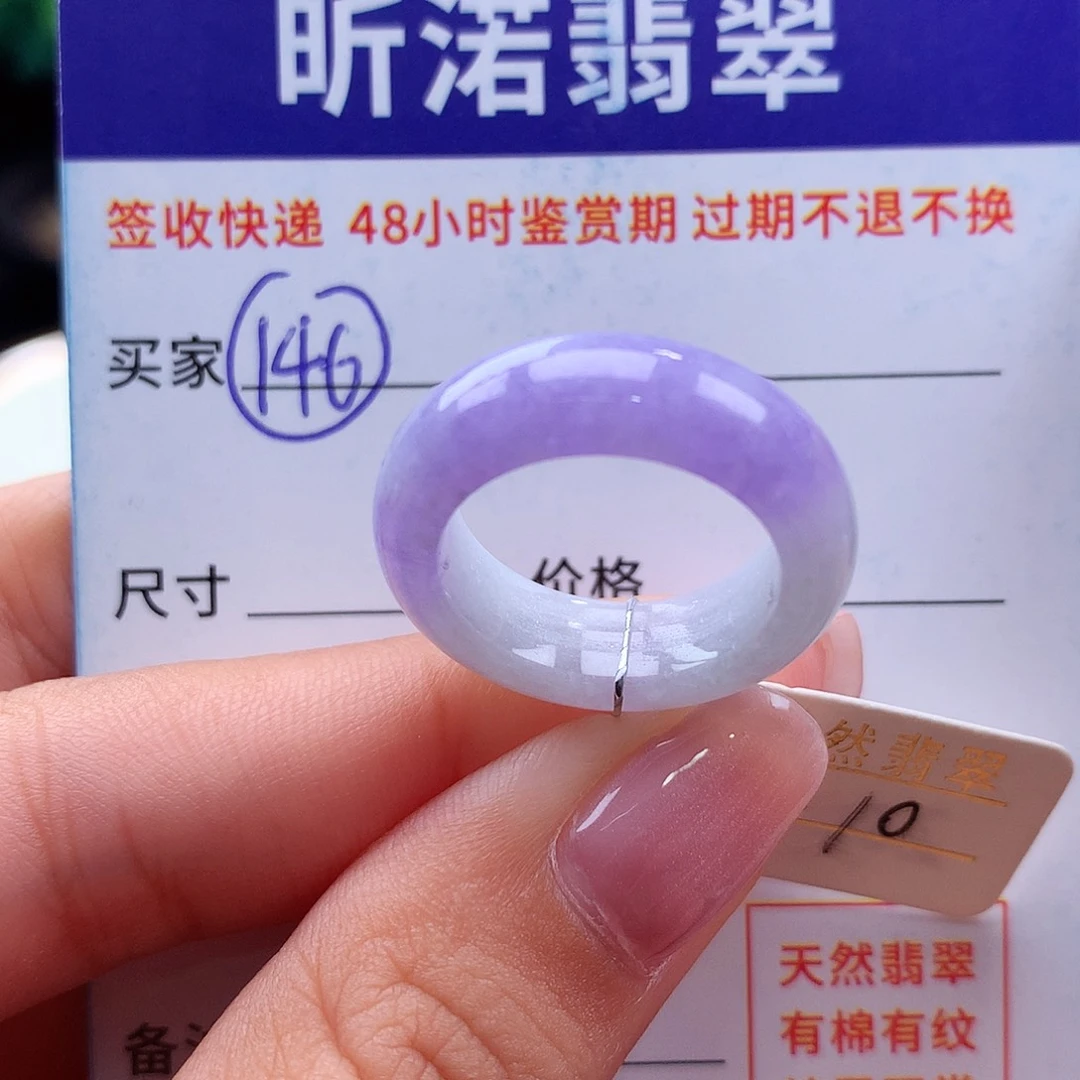 昕渃翡翠
签收快递 48小时鉴赏期 过期不退不换
买家 146
尺寸 价格
然翡翠
10
天然翡翠
有棉有纹
备